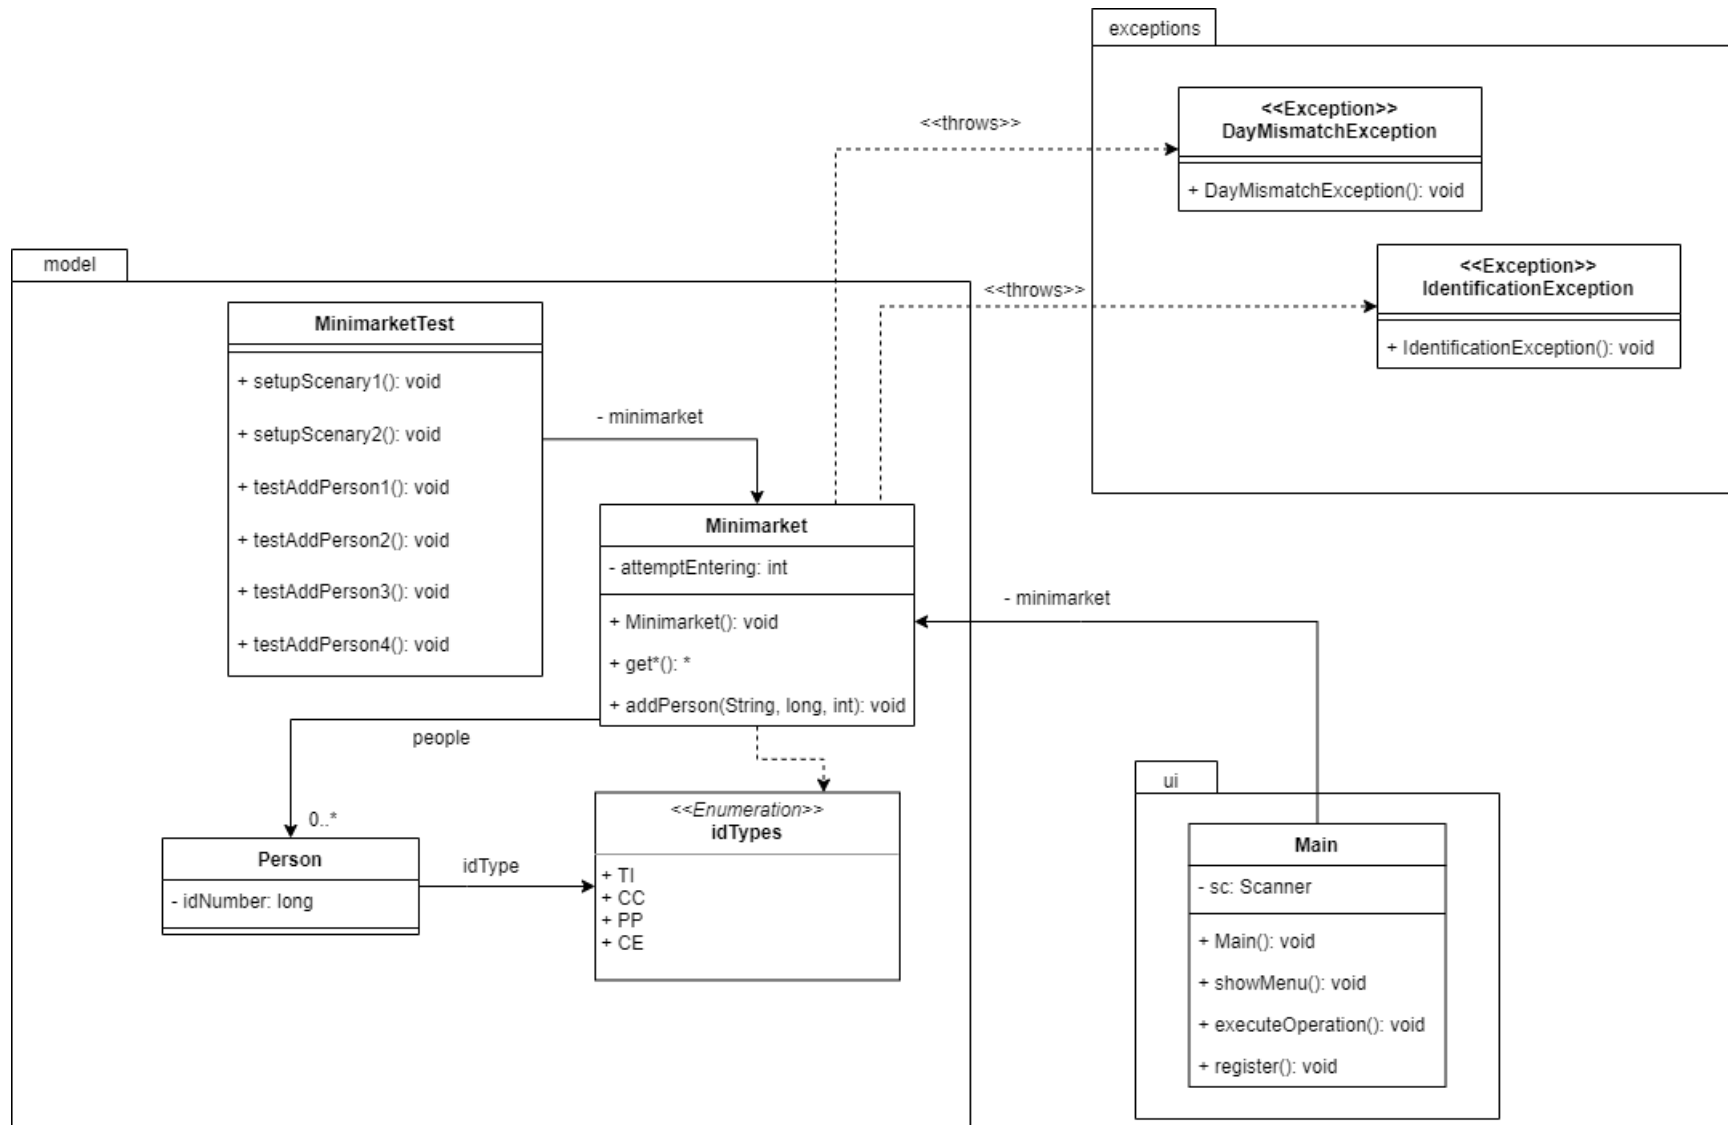 exceptions
<<Exception>>
DayMismatchException
+ DayMismatchException(): void
<<throws>>
<<Exception>>
IdentificationException
+ IdentificationException(): void
<<throws>>
model
MinimarketTest
+ setupScenary1(): void
+ setupScenary2(): void
+ testAddPerson1(): void
+ testAddPerson2(): void
+ testAddPerson3(): void
+ testAddPerson4(): void
- minimarket
Minimarket
- attemptEntering: int
+ Minimarket(): void
+ get*(): *
+ addPerson(String, long, int): void
- minimarket
people
0..*
Person
- idNumber: long
idType
<<Enumeration>>
idTypes
+ TI
+ CC
+ PP
+ CE
ui
Main
- sc: Scanner
+ Main(): void
+ showMenu(): void
+ executeOperation(): void
+ register(): void